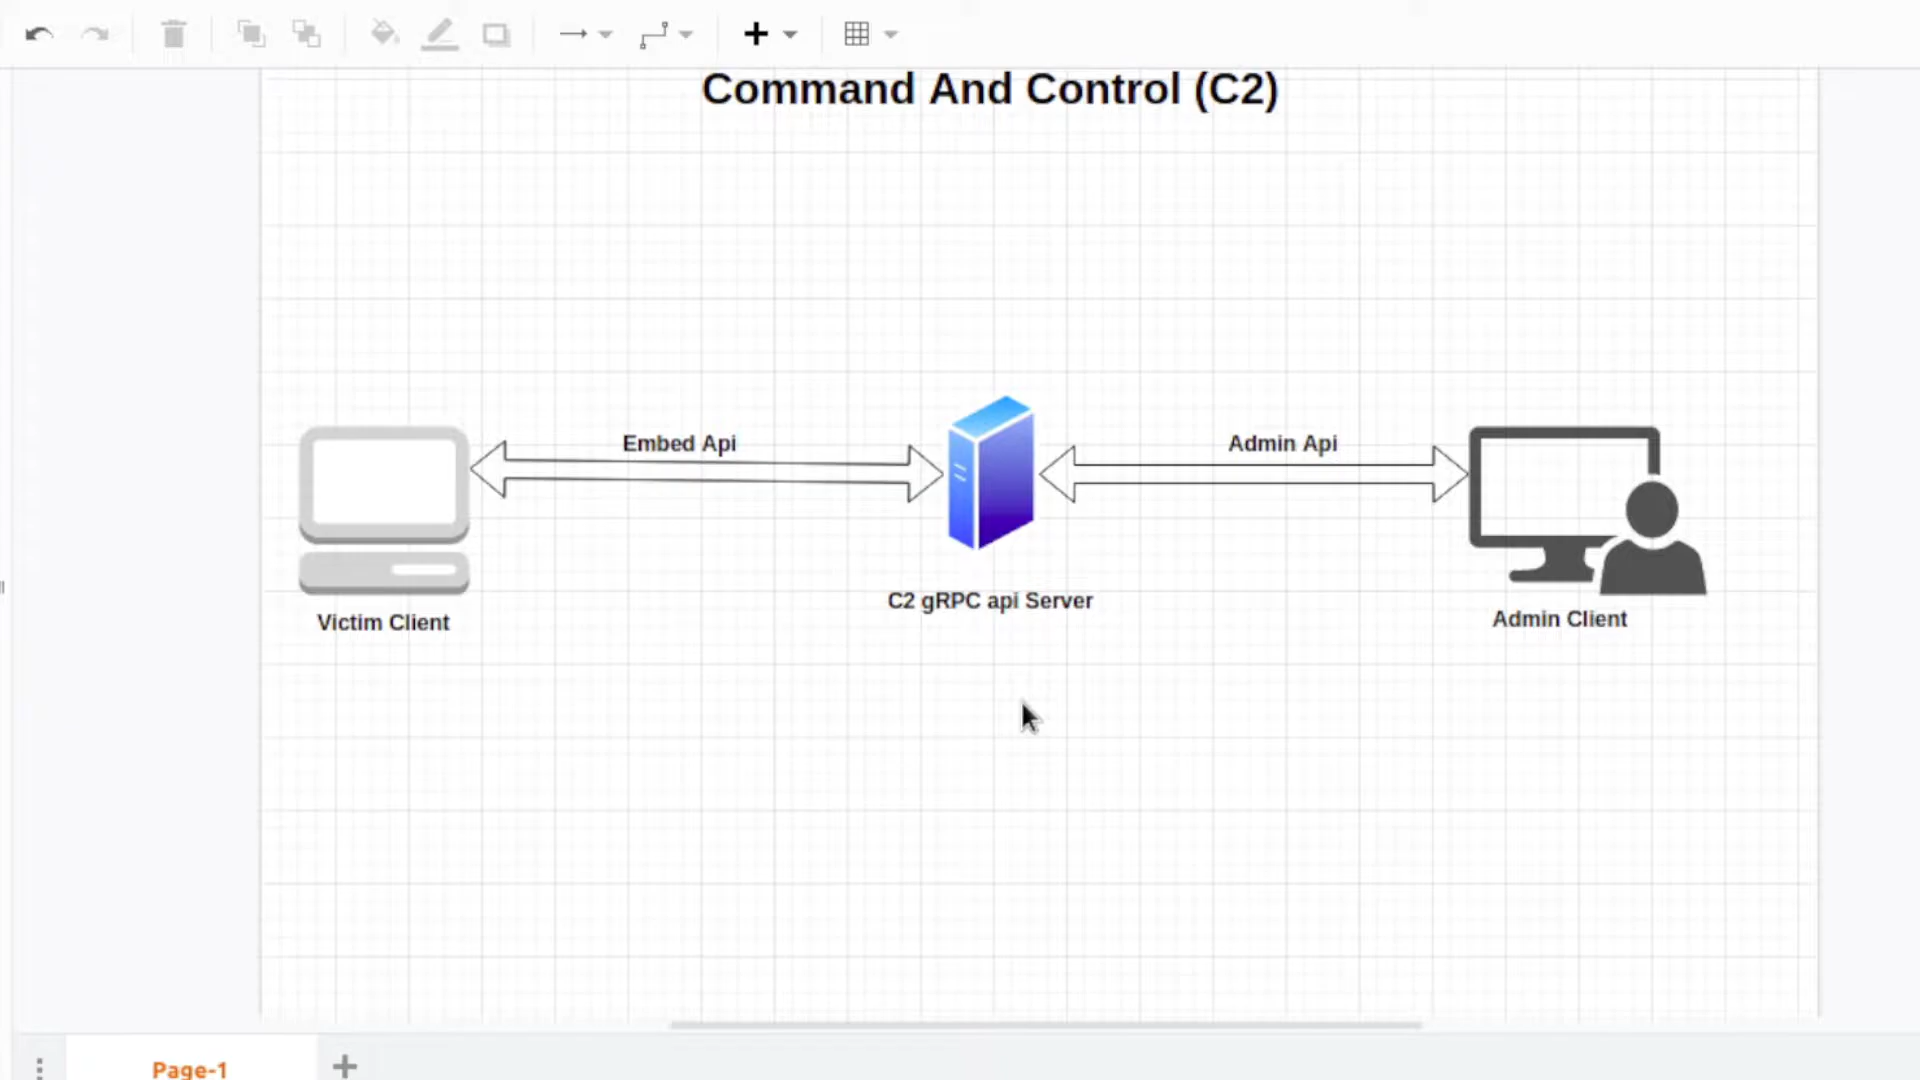 Command And Control (C2)
Embed Api
Admin Api
C2 gRPC api Server
Victim Client
Admin Client
Page-1